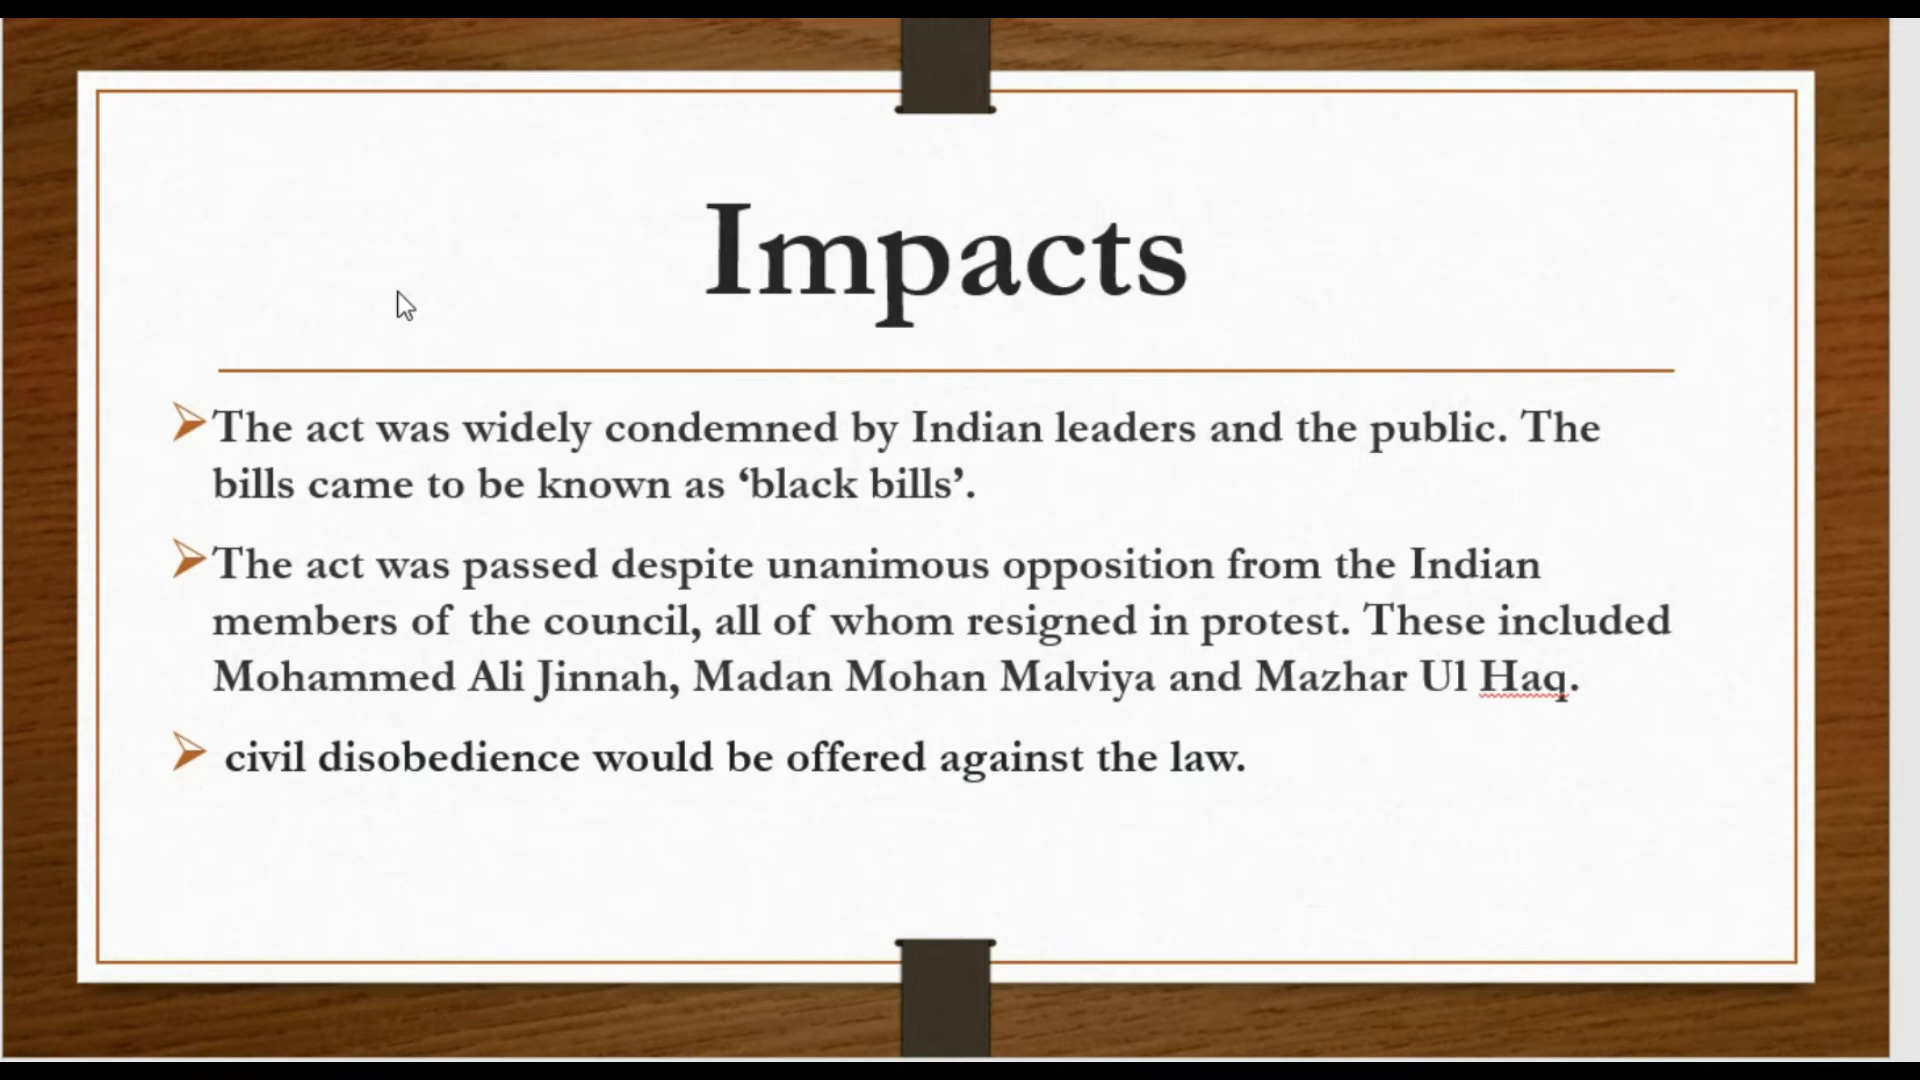 Impacts
The act was widely condemned by Indian leaders and the public. The
bills came to be known as ‘black bills’.
The act was passed despite unanimous opposition from the Indian
members of the council, all of whom resigned in protest. These included
Mohammed Ali Jinnah, Madan Mohan Malviya and Mazhar Ul Haq.
civil disobedience would be offered against the law.